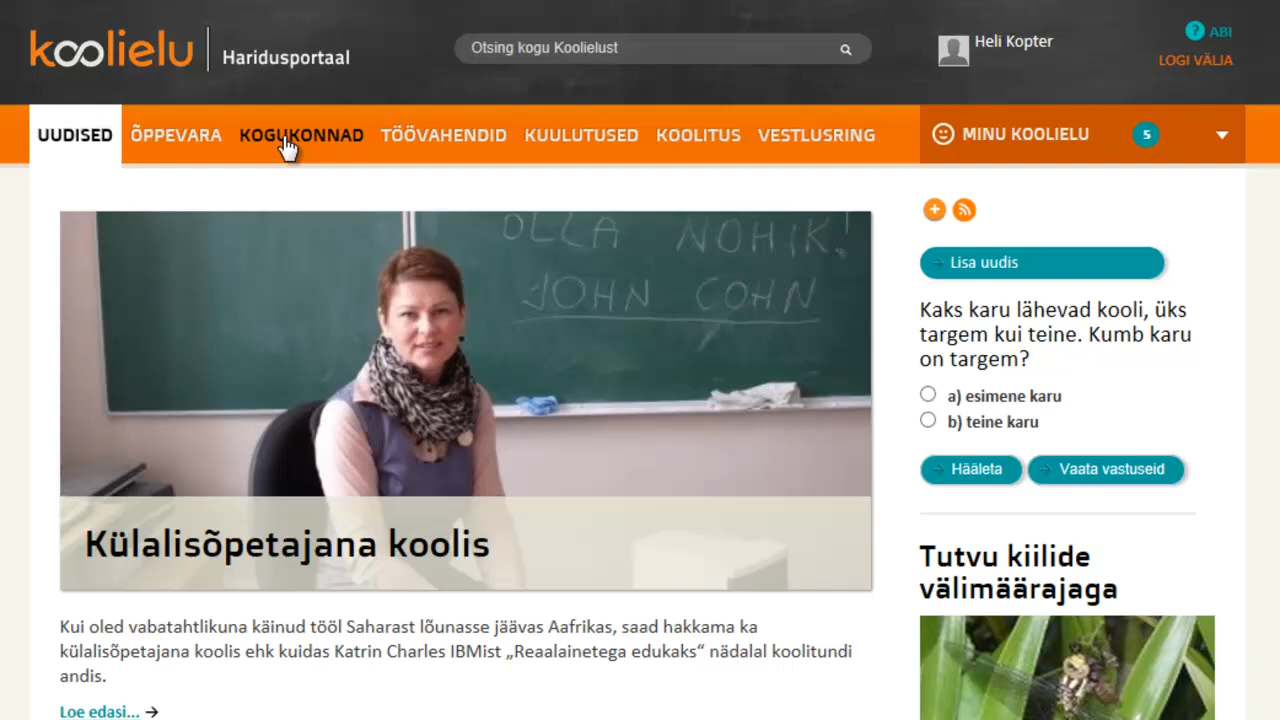 koolielu Haridusportaal
Otsing kogu Koolielust
Heli Kopter
? ABI
LOGI VÄLJA
UUDISED ÕPPEVARA KOGUKONNAD TÖÖVAHENDID KUULUTUSED KOOLITUS VESTLUSRING
MINU KOOLIELU 5
OLLA NOHIK!
JOHN COHN
Külalisõpetajana koolis
Kui oled vabatahtlikuna käinud tööl Saharast lõunasse jäävas Aafrikas, saad hakkama ka
külalisõpetajana koolis ehk kuidas Katrin Charles IBMist „Reaalainetega edukaks“ nädalal koolitundi
andis.
Loe edasi...
Lisa uudis
Kaks karu lähevad kooli, üks
targem kui teine. Kumb karu
on targem?
a) esimene karu
b) teine karu
Hääleta Vaata vastuseid
Tutvu kiilide
välimäärajaga